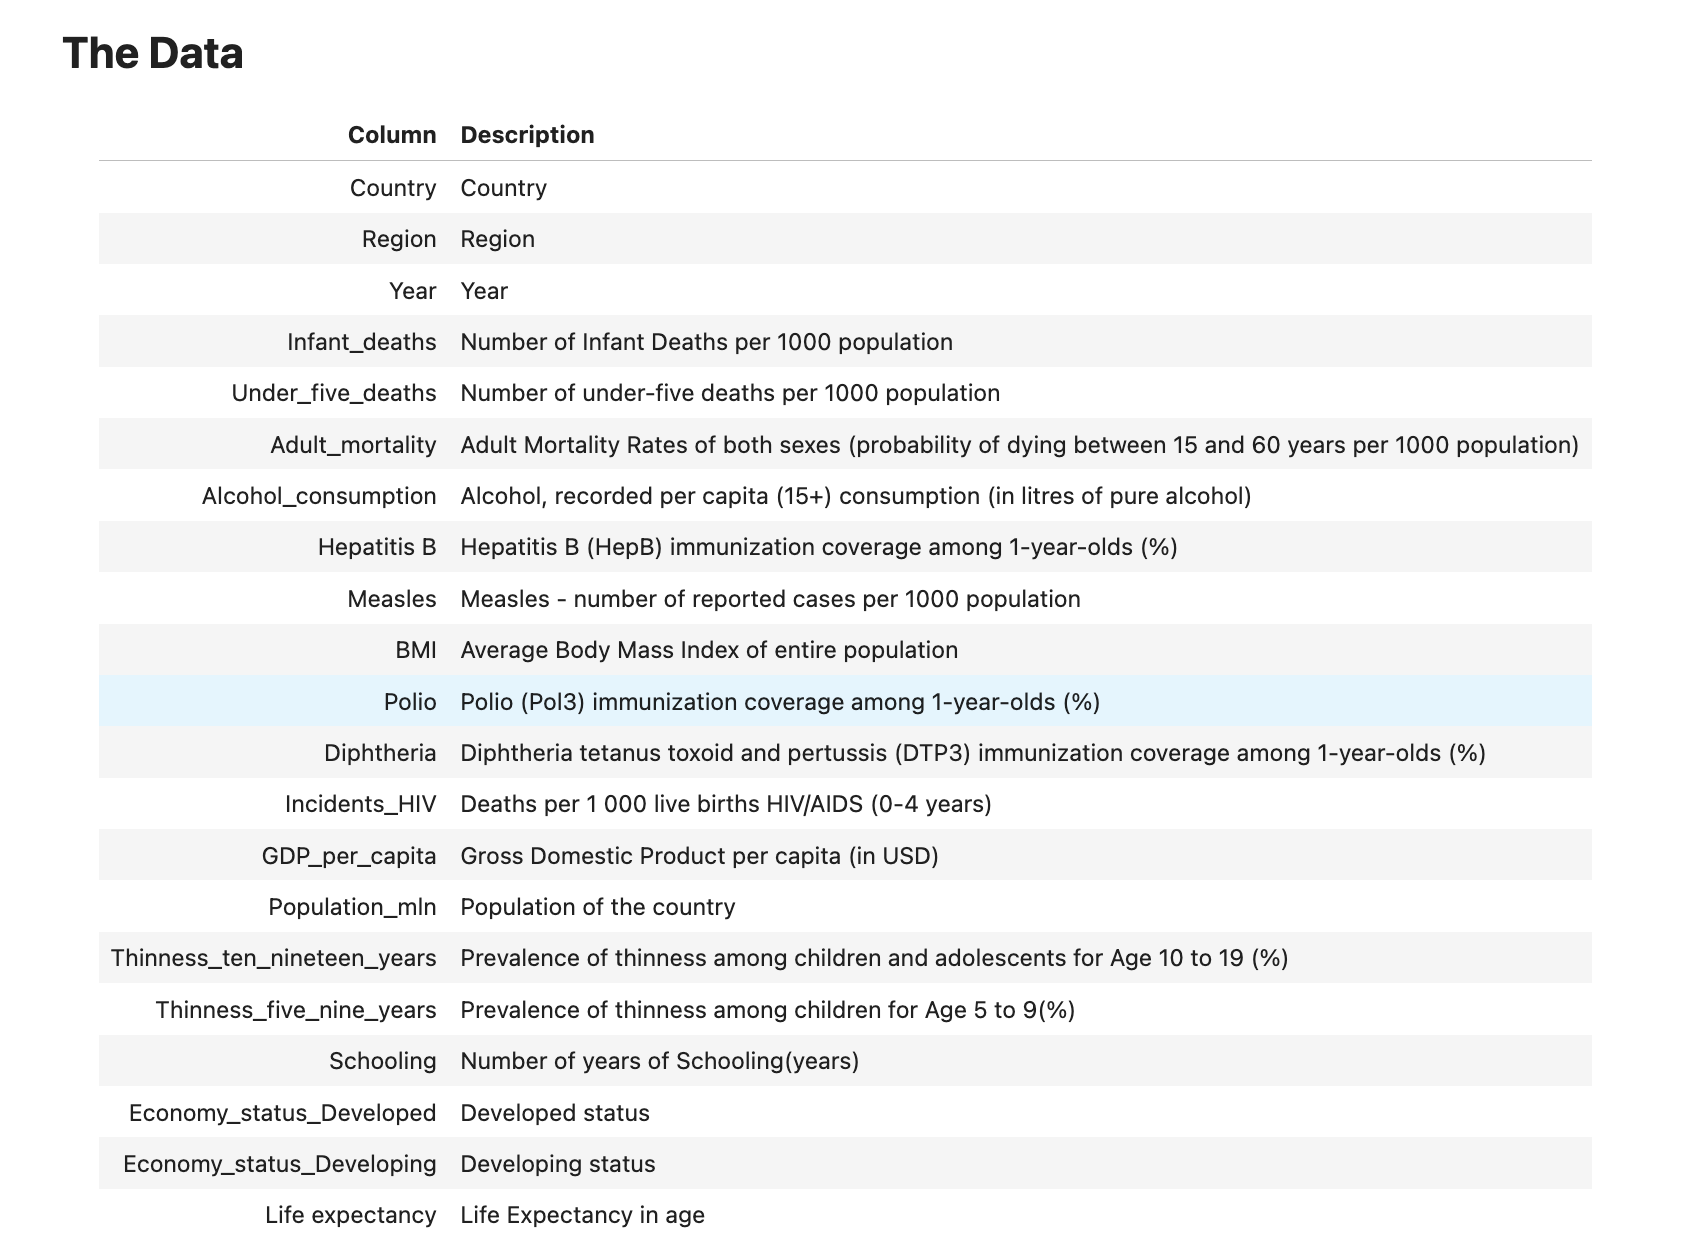 The Data
Column Description
Country Country
Region Region
Year Year
Infant_deaths Number of Infant Deaths per 1000 population
Under_five_deaths Number of under-five deaths per 1000 population
Adult_mortality Adult Mortality Rates of both sexes (probability of dying between 15 and 60 years per 1000 population)
Alcohol_consumption Alcohol, recorded per capita (15+) consumption (in litres of pure alcohol)
Hepatitis B Hepatitis B (HepB) immunization coverage among 1-year-olds (%)
Measles Measles - number of reported cases per 1000 population
BMI Average Body Mass Index of entire population
Polio Polio (Pol3) immunization coverage among 1-year-olds (%)
Diphtheria Diphtheria tetanus toxoid and pertussis (DTP3) immunization coverage among 1-year-olds (%)
Incidents_HIV Deaths per 1 000 live births HIV/AIDS (0-4 years)
GDP_per_capita Gross Domestic Product per capita (in USD)
Population_mln Population of the country
Thinness_ten_nineteen_years Prevalence of thinness among children and adolescents for Age 10 to 19 (%)
Thinness_five_nine_years Prevalence of thinness among children for Age 5 to 9(%)
Schooling Number of years of Schooling(years)
Economy_status_Developed Developed status
Economy_status_Developing Developing status
Life expectancy Life Expectancy in age